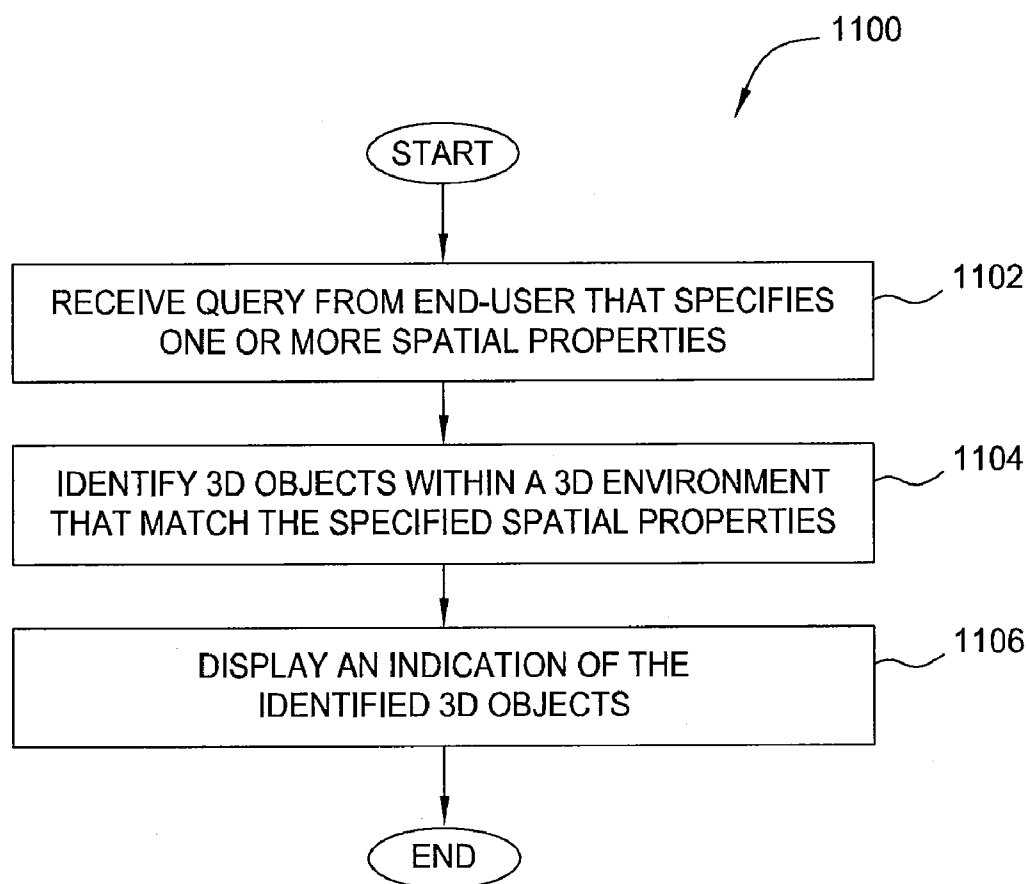 1100
START
RECEIVE QUERY FROM END-USER THAT SPECIFIES
ONE OR MORE SPATIAL PROPERTIES
1102
IDENTIFY 3D OBJECTS WITHIN A 3D ENVIRONMENT
THAT MATCH THE SPECIFIED SPATIAL PROPERTIES
1104
DISPLAY AN INDICATION OF THE
IDENTIFIED 3D OBJECTS
1106
END